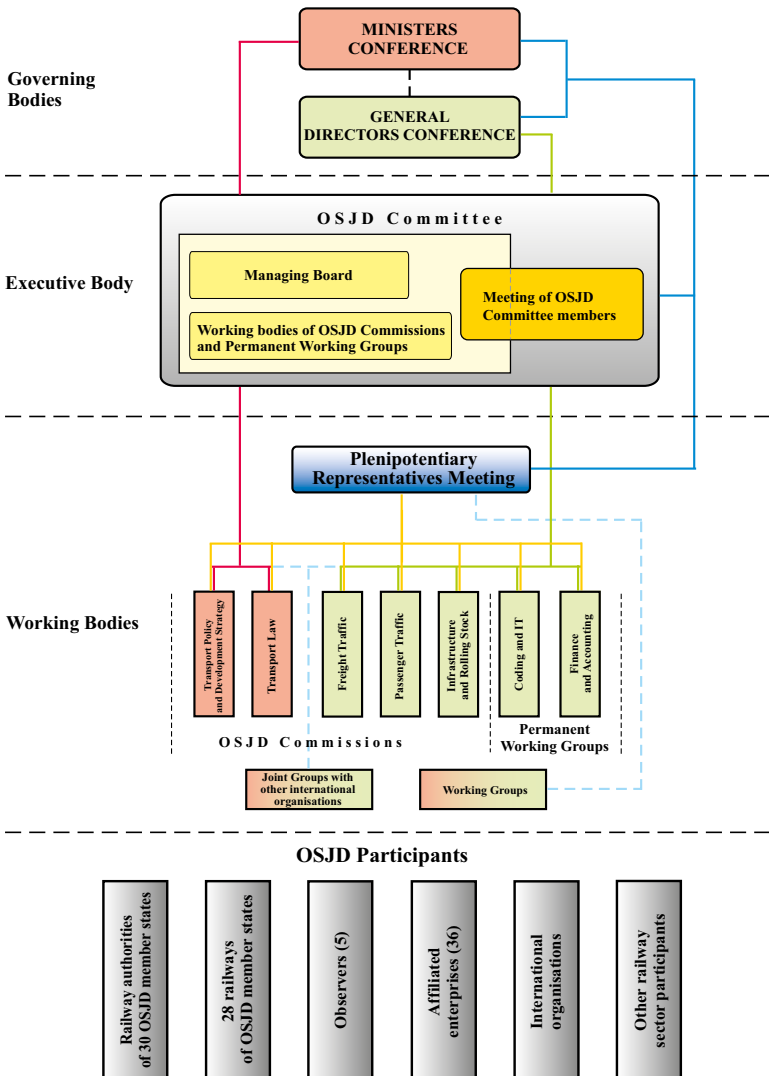 MINISTERS
CONFERENCE
Governing
Bodies
GENERAL
DIRECTORS CONFERENCE
OSJD Committee
Managing Board
Executive Body
Meeting of OSJD
Committee members
Working bodies of OSJD Commissions
and Permanent Working Groups
Plenipotentiary
Representatives Meeting
Working Bodies
Transport Policy
and Development Strategy
Transport Law
Freight Traffic
Passenger Traffic
Infrastructure
and Rolling Stock
Coding and IT
Finance
and Accounting
OSJD Commissions
Permanent
Working Groups
Joint Groups with
other international
organisations
Working Groups
OSJD Participants
Railway authorities
of 30 OSJD member states
28 railways
of OSJD member states
Observers (5)
Affiliated
enterprises (36)
International
organisations
Other railway
sector participants